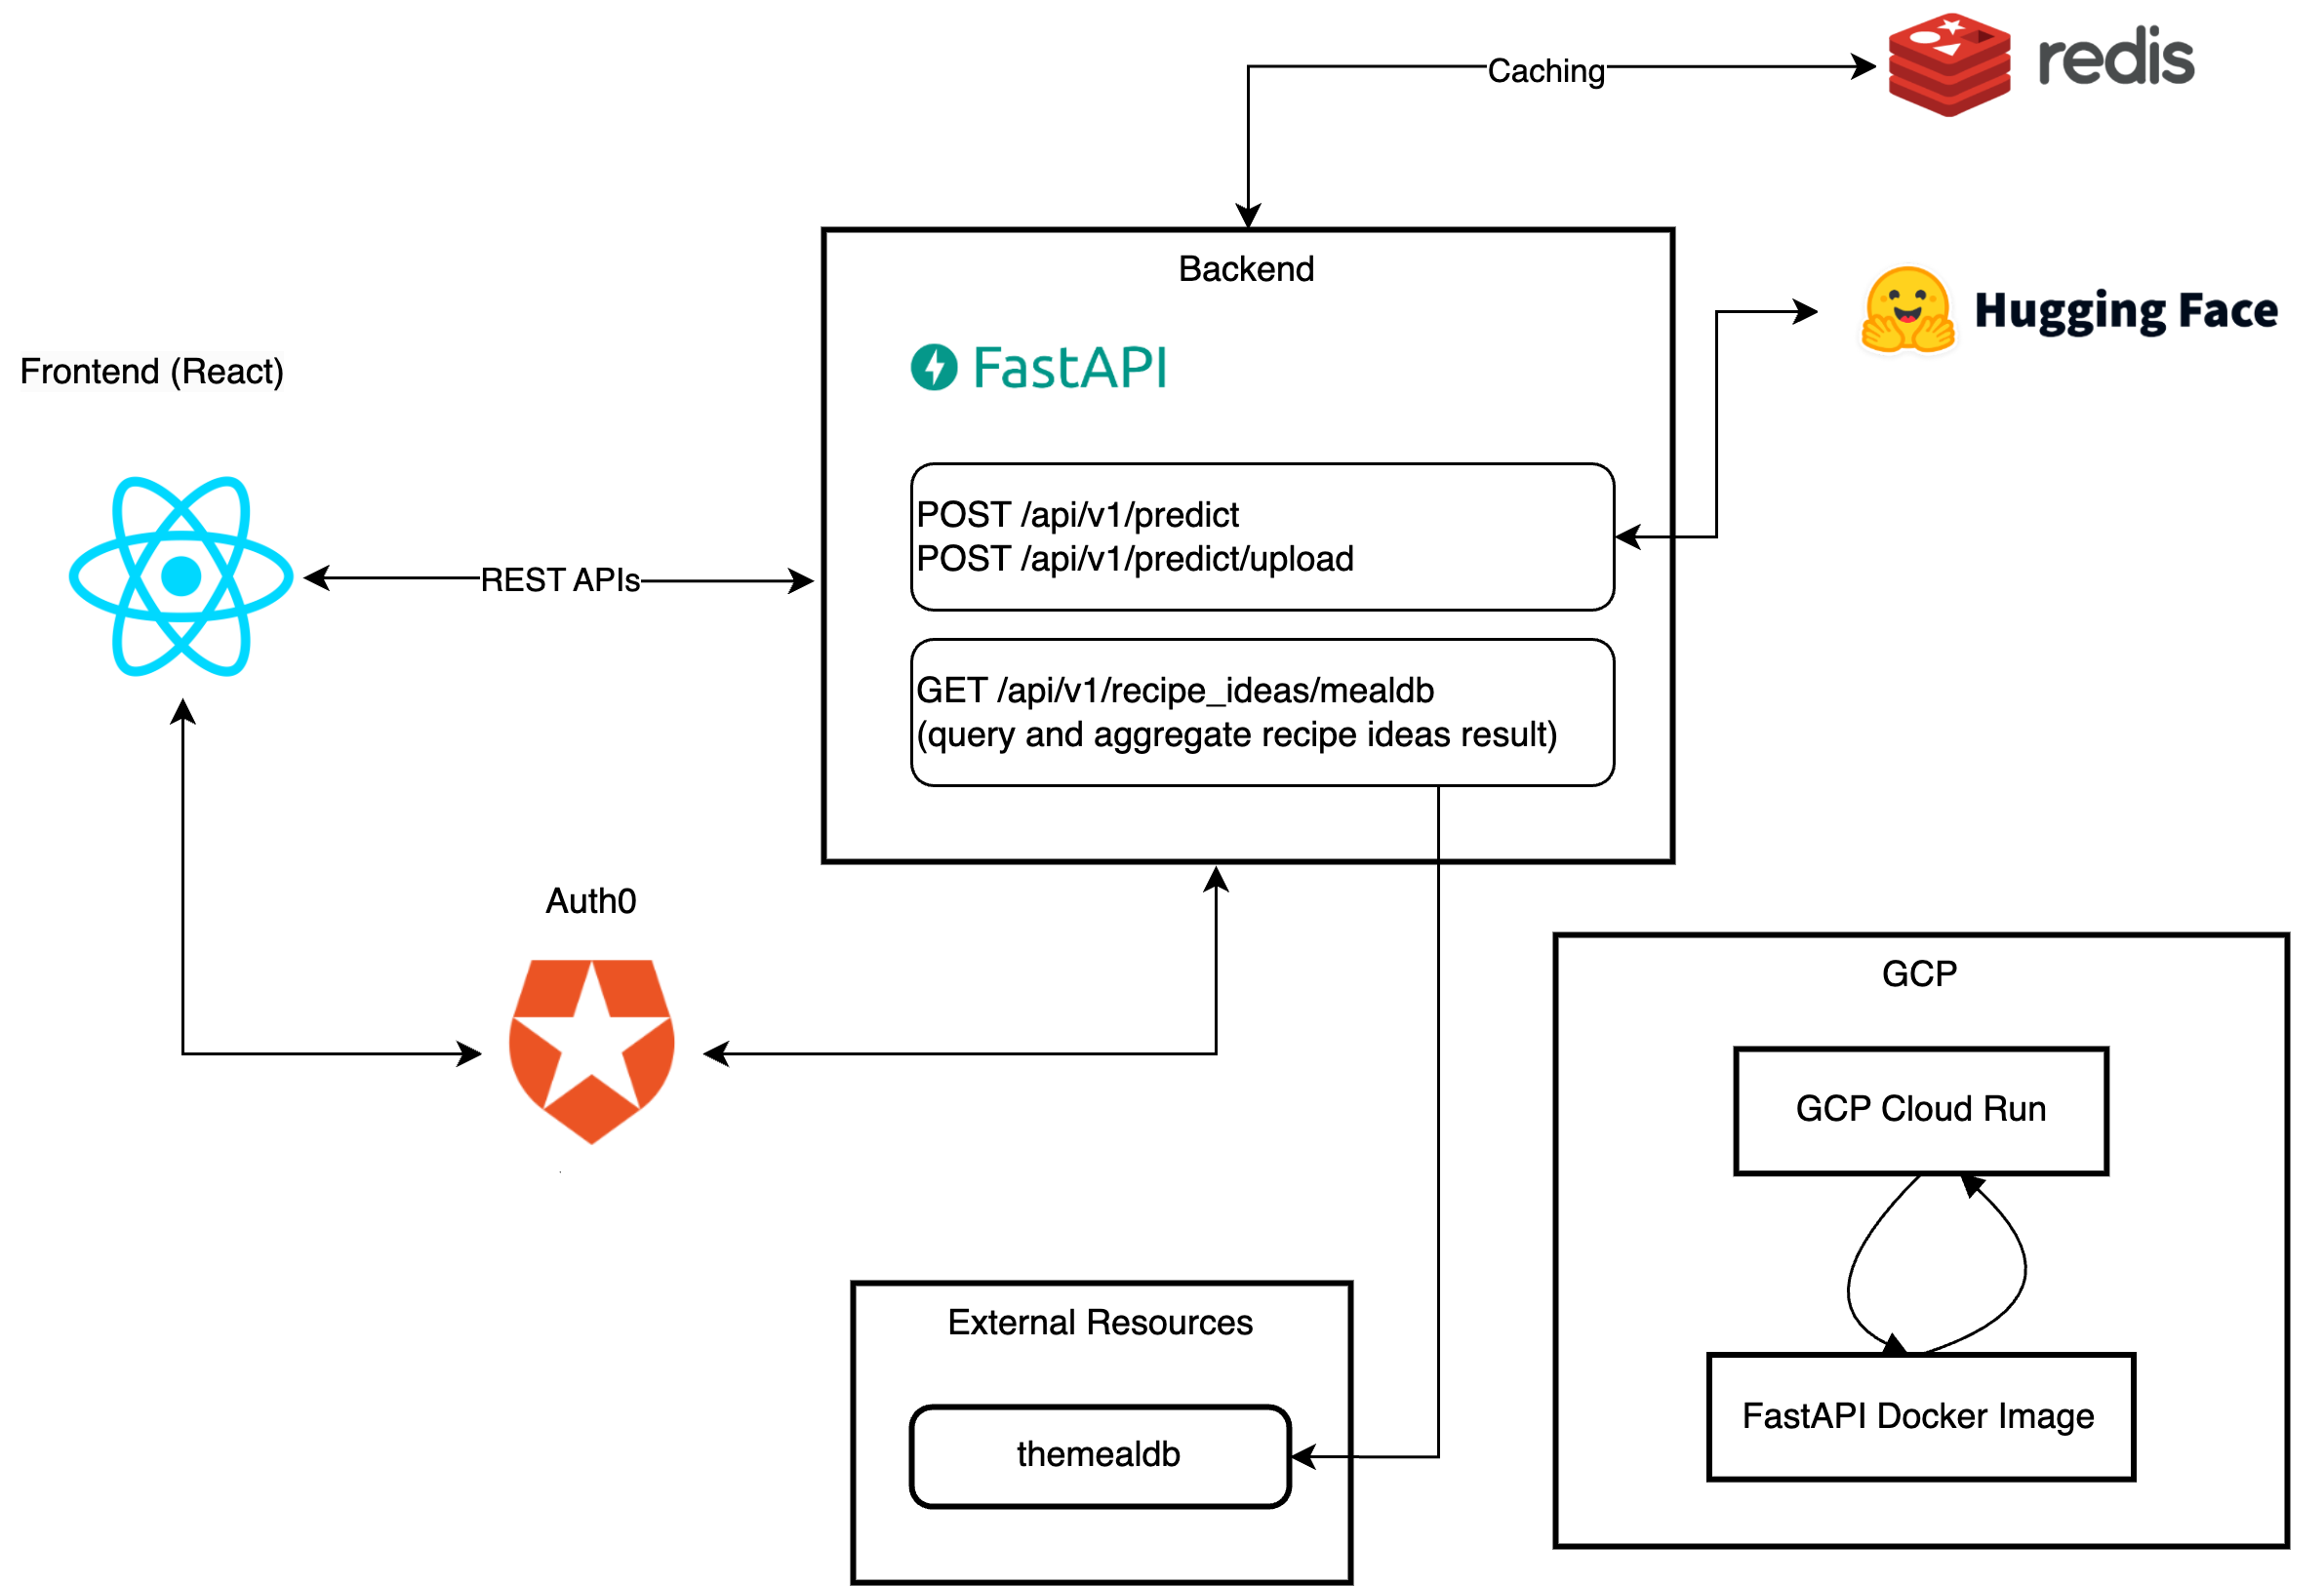 Caching
redis
Backend
Hugging Face
FastAPI
Frontend (React)
POST /api/v1/predict
POST /api/v1/predict/upload
REST APIs
GET /api/v1/recipe_ideas/mealdb
(query and aggregate recipe ideas result)
Auth0
GCP
GCP Cloud Run
External Resources
FastAPI Docker Image
themealdb